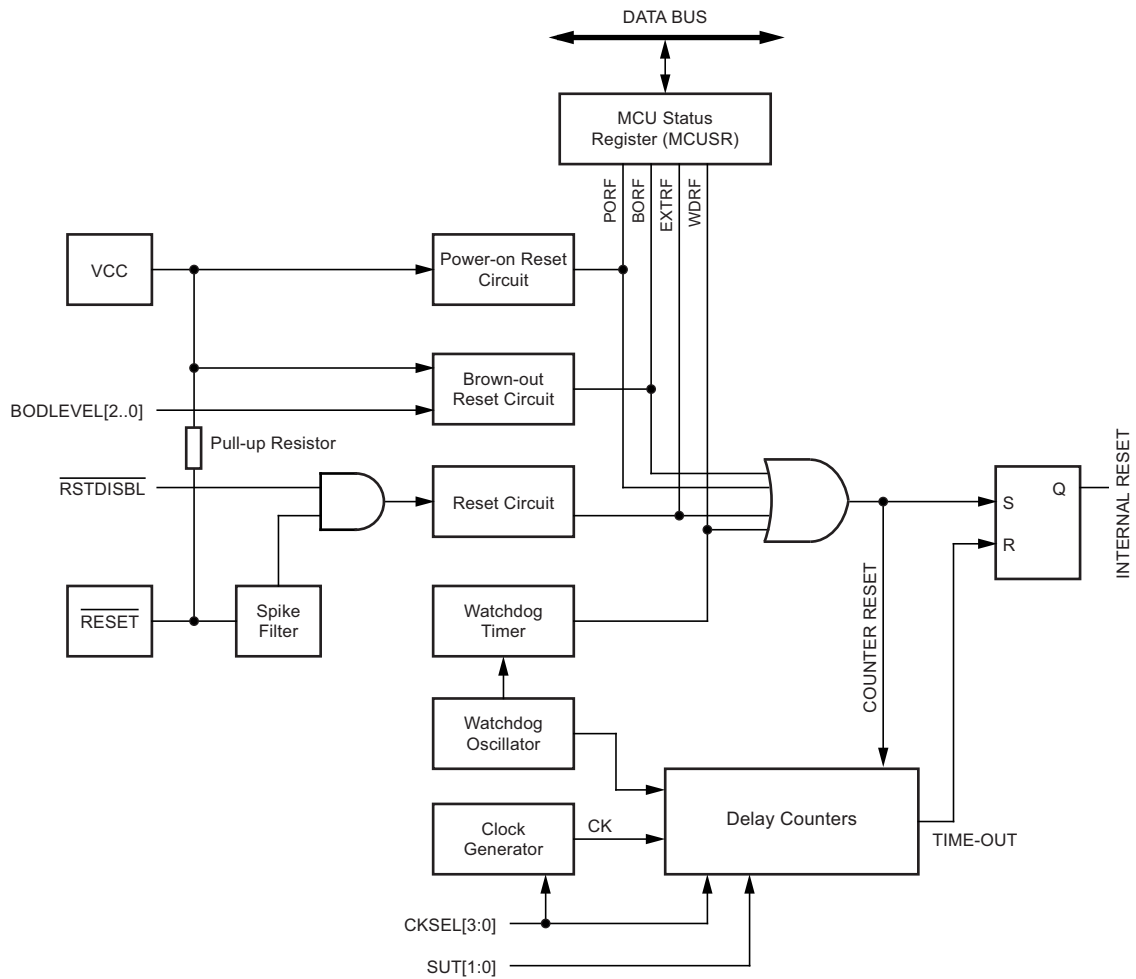 DATA BUS
MCU Status
Register (MCUSR)
PORF
BORF
EXTRF
WDRF
VCC
Power-on Reset
Circuit
Brown-out
Reset Circuit
BODLEVEL[2..0]
Pull-up Resistor
RSTDISBL
Reset Circuit
S
Q
R
INTERNAL RESET
RESET
Spike
Filter
Watchdog
Timer
COUNTER RESET
Watchdog
Oscillator
Clock
Generator
CK
Delay Counters
TIME-OUT
CKSEL[3:0]
SUT[1:0]